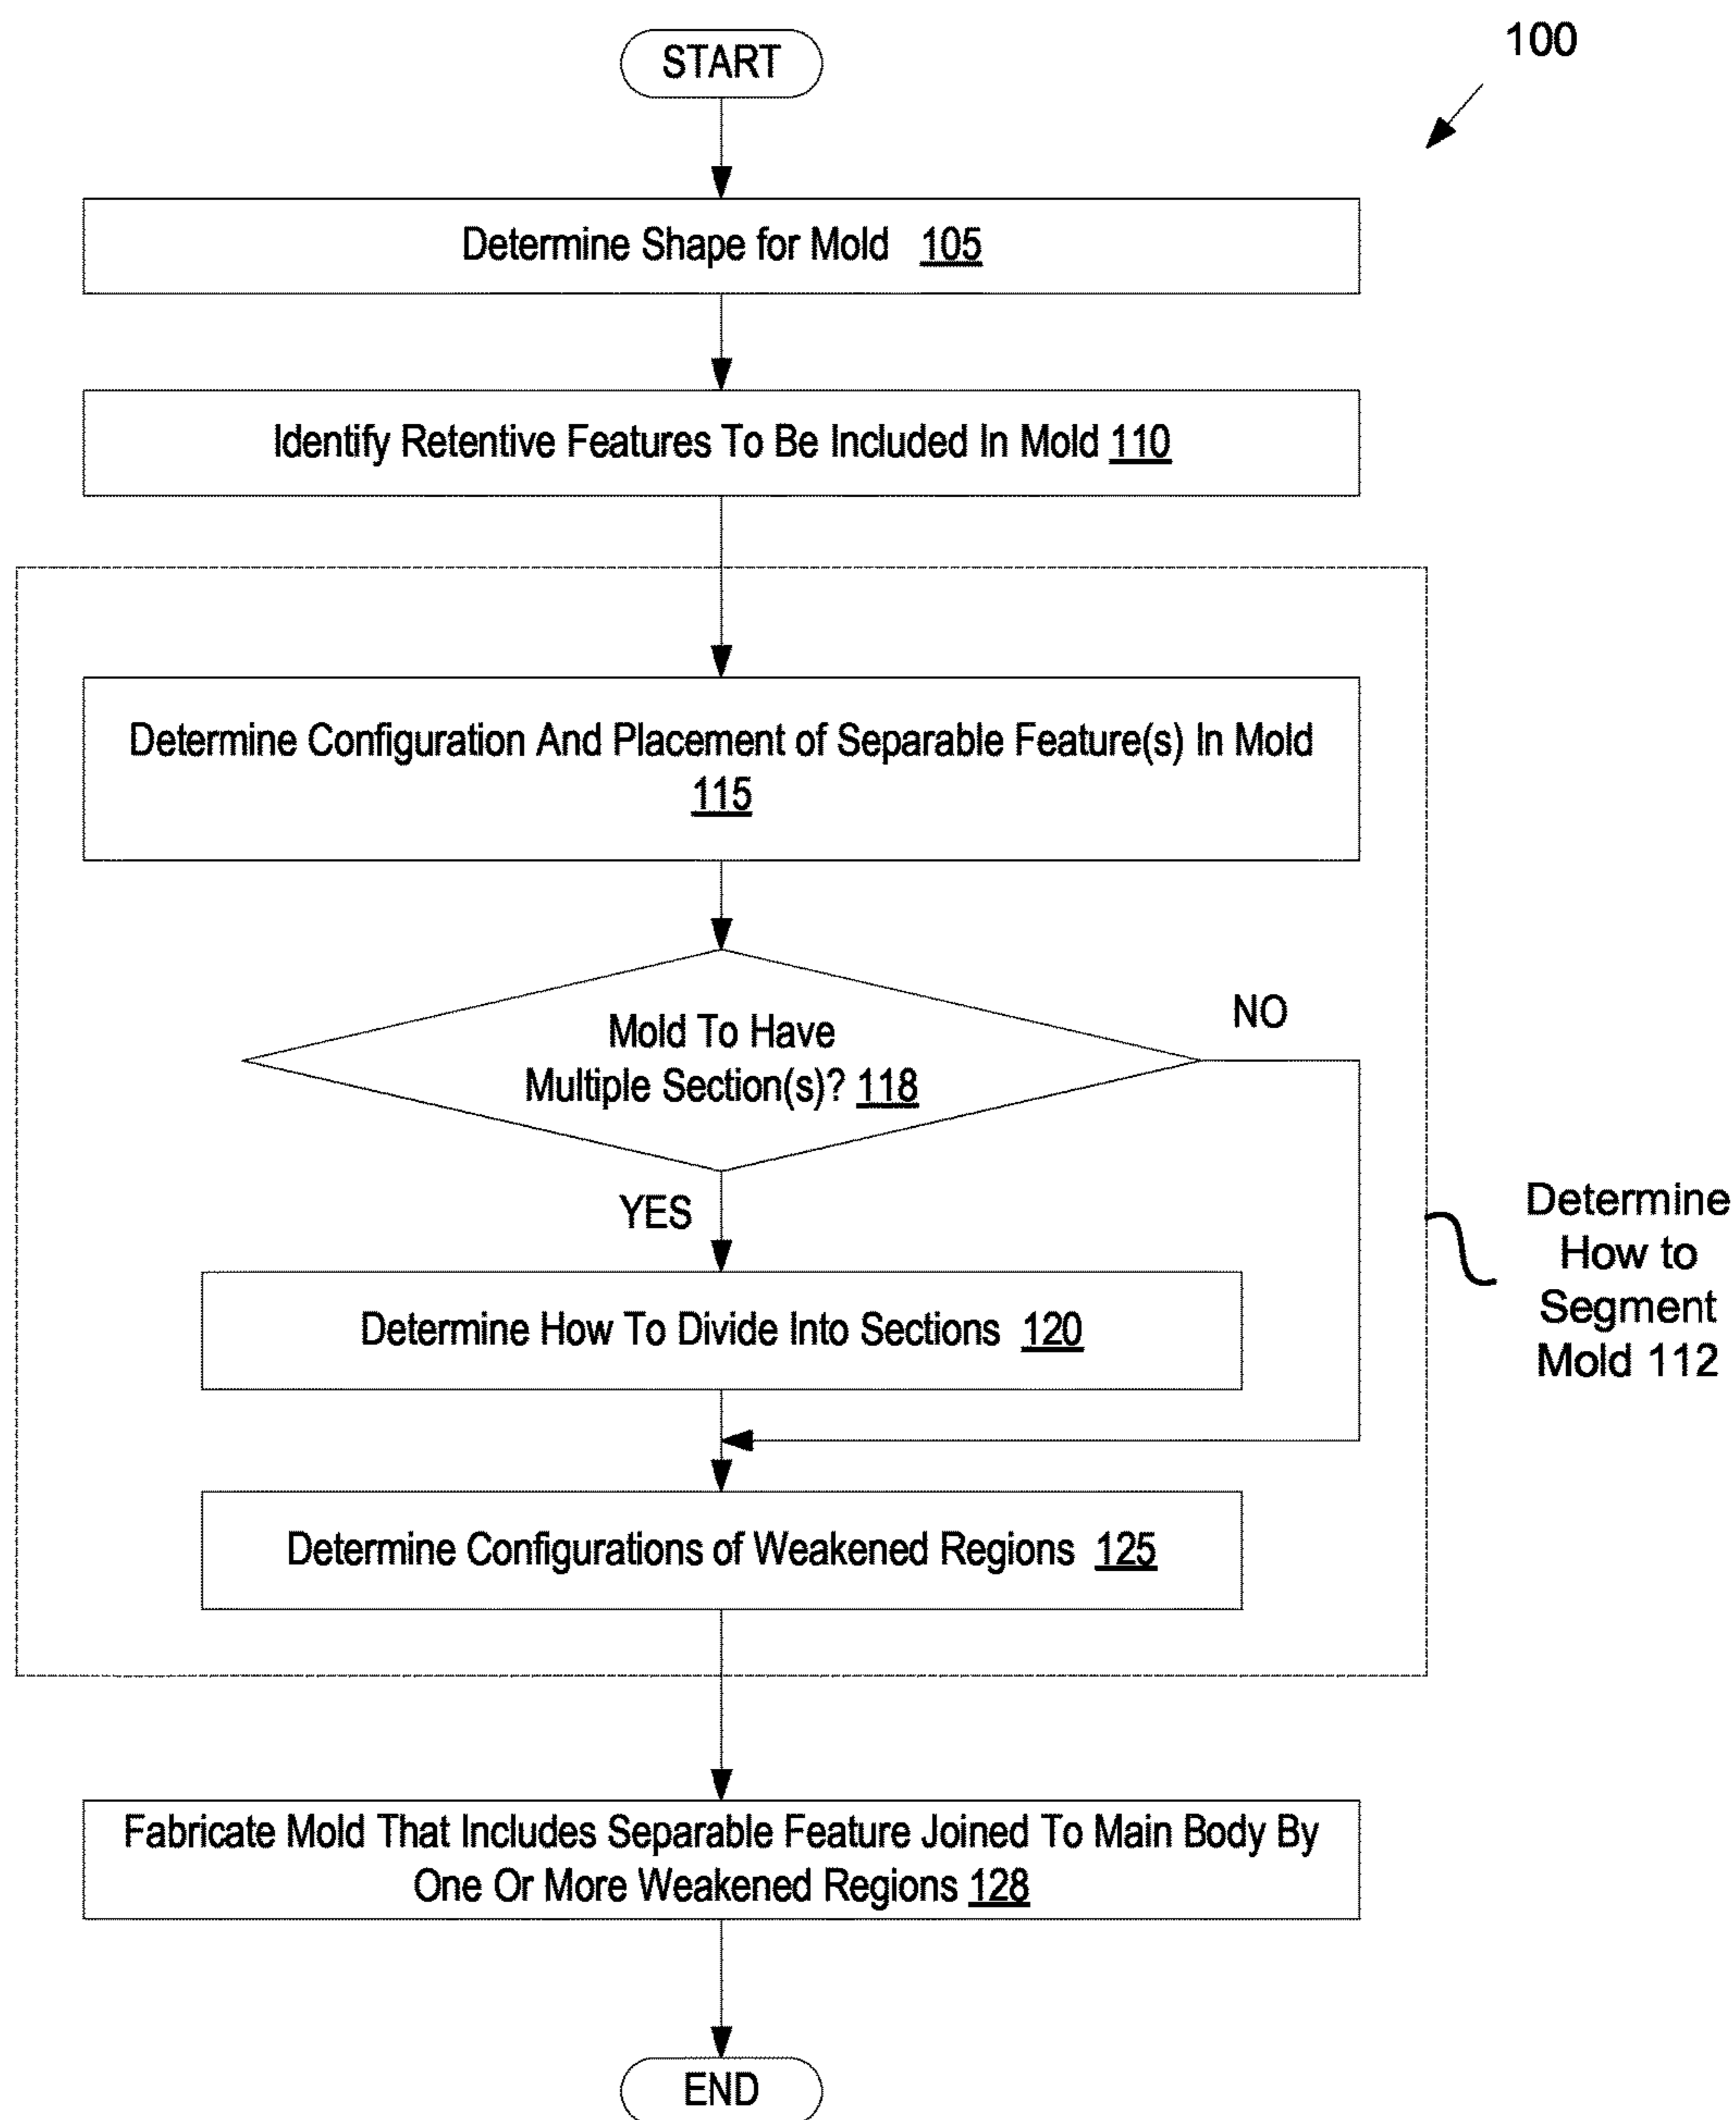 100
START
Determine Shape for Mold 105
Identify Retentive Features To Be Included In Mold 110
Determine Configuration And Placement of Separable Feature(s) In Mold
115
Mold To Have
Multiple Section(s)? 118
NO
YES
Determine How To Divide Into Sections 120
Determine
How to
Segment
Mold 112
Determine Configurations of Weakened Regions 125
Fabricate Mold That Includes Separable Feature Joined To Main Body By
One Or More Weakened Regions 128
END